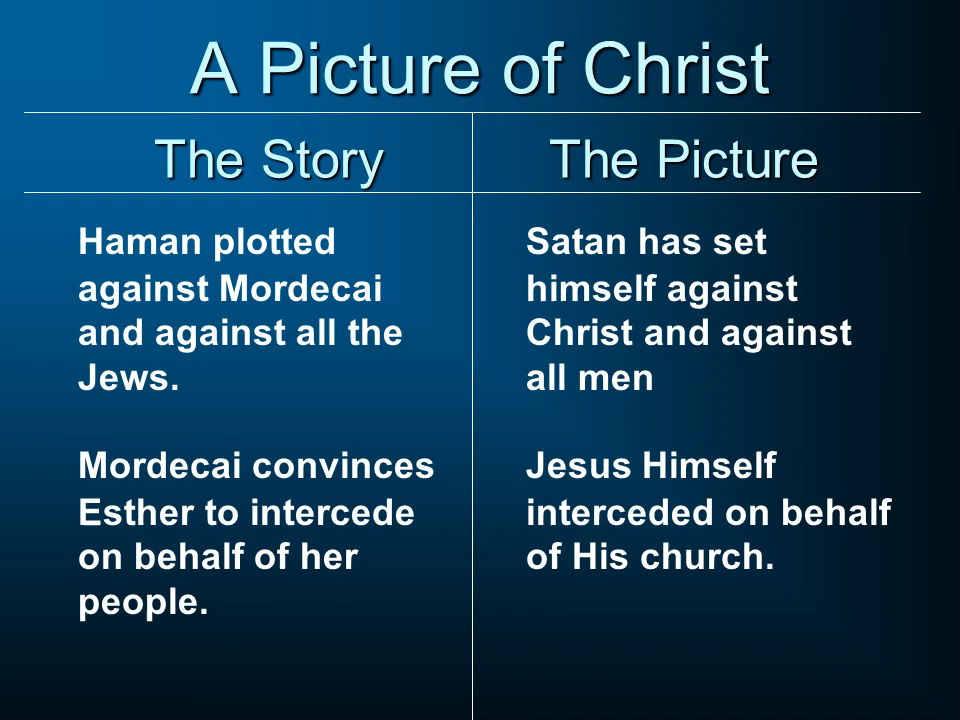 A Picture of Christ
The Story
The Picture
Haman plotted
against Mordecai
and against all the
Jews.
Satan has set
himself against
Christ and against
all men
Mordecai convinces
Esther to intercede
on behalf of her
people.
Jesus Himself
interceded on behalf
of His church.